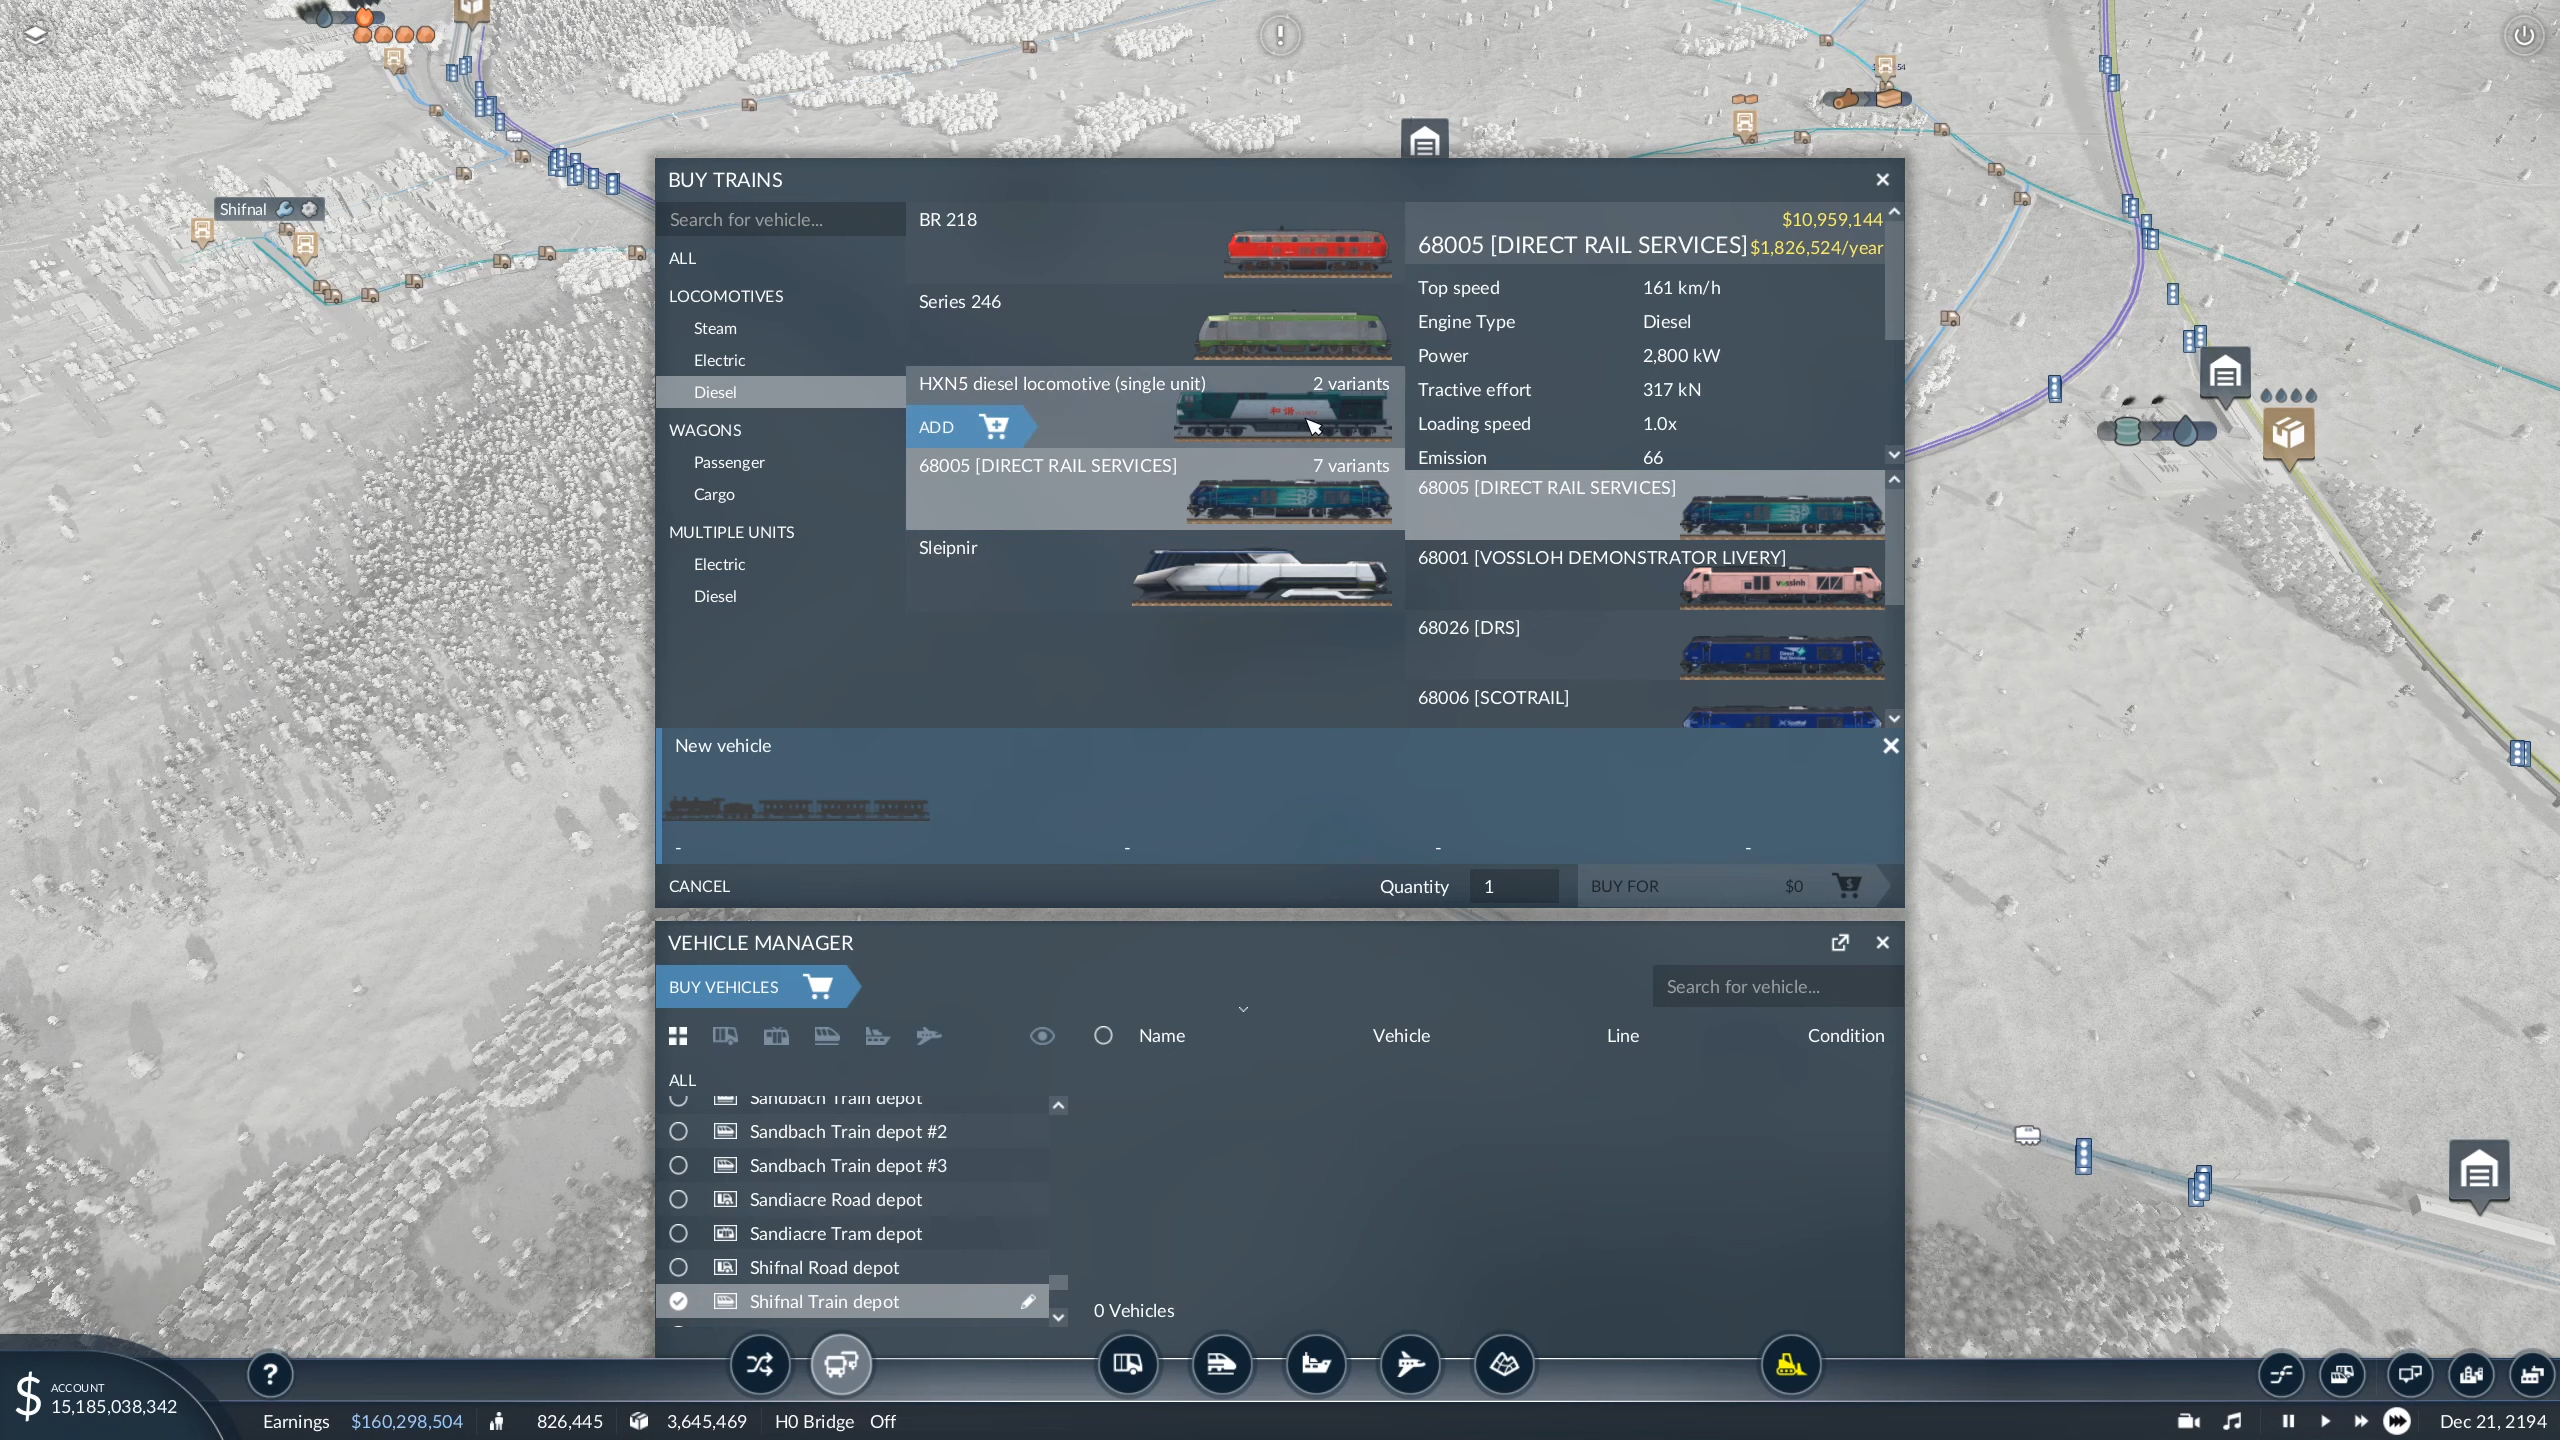 54
Shifnal
BUY TRAINS
Search for vehicle...
ALL
LOCOMOTIVES
Steam
Electric
Diesel
WAGONS
Passenger
Cargo
MULTIPLE UNITS
Electric
Diesel
BR 218
Series 246
HXN5 diesel locomotive (single unit) 2 variants
和谐
ADD
68005 [DIRECT RAIL SERVICES] 7 variants
Sleipnir
$10,959,144
68005 [DIRECT RAIL SERVICES] $1,826,524/year
Top speed 161 km/h
Engine Type Diesel
Power 2,800 kW
Tractive effort 317 kN
Loading speed 1.0x
Emission 66
68005 [DIRECT RAIL SERVICES]
68001 [VOSSLOH DEMONSTRATOR LIVERY]
vossloh
68026 [DRS]
68006 [SCOTRAIL]
New vehicle
- - - -
CANCEL Quantity 1 BUY FOR $0
VEHICLE MANAGER
BUY VEHICLES Search for vehicle...
Name Vehicle Line Condition
ALL
Sandbach Train depot
Sandbach Train depot #2
Sandbach Train depot #3
Sandiacre Road depot
Sandiacre Tram depot
Shifnal Road depot
Shifnal Train depot
0 Vehicles
?
$ ACCOUNT
15,185,038,342
Earnings $160,298,504 826,445 3,645,469 H0 Bridge Off Dec 21, 2194